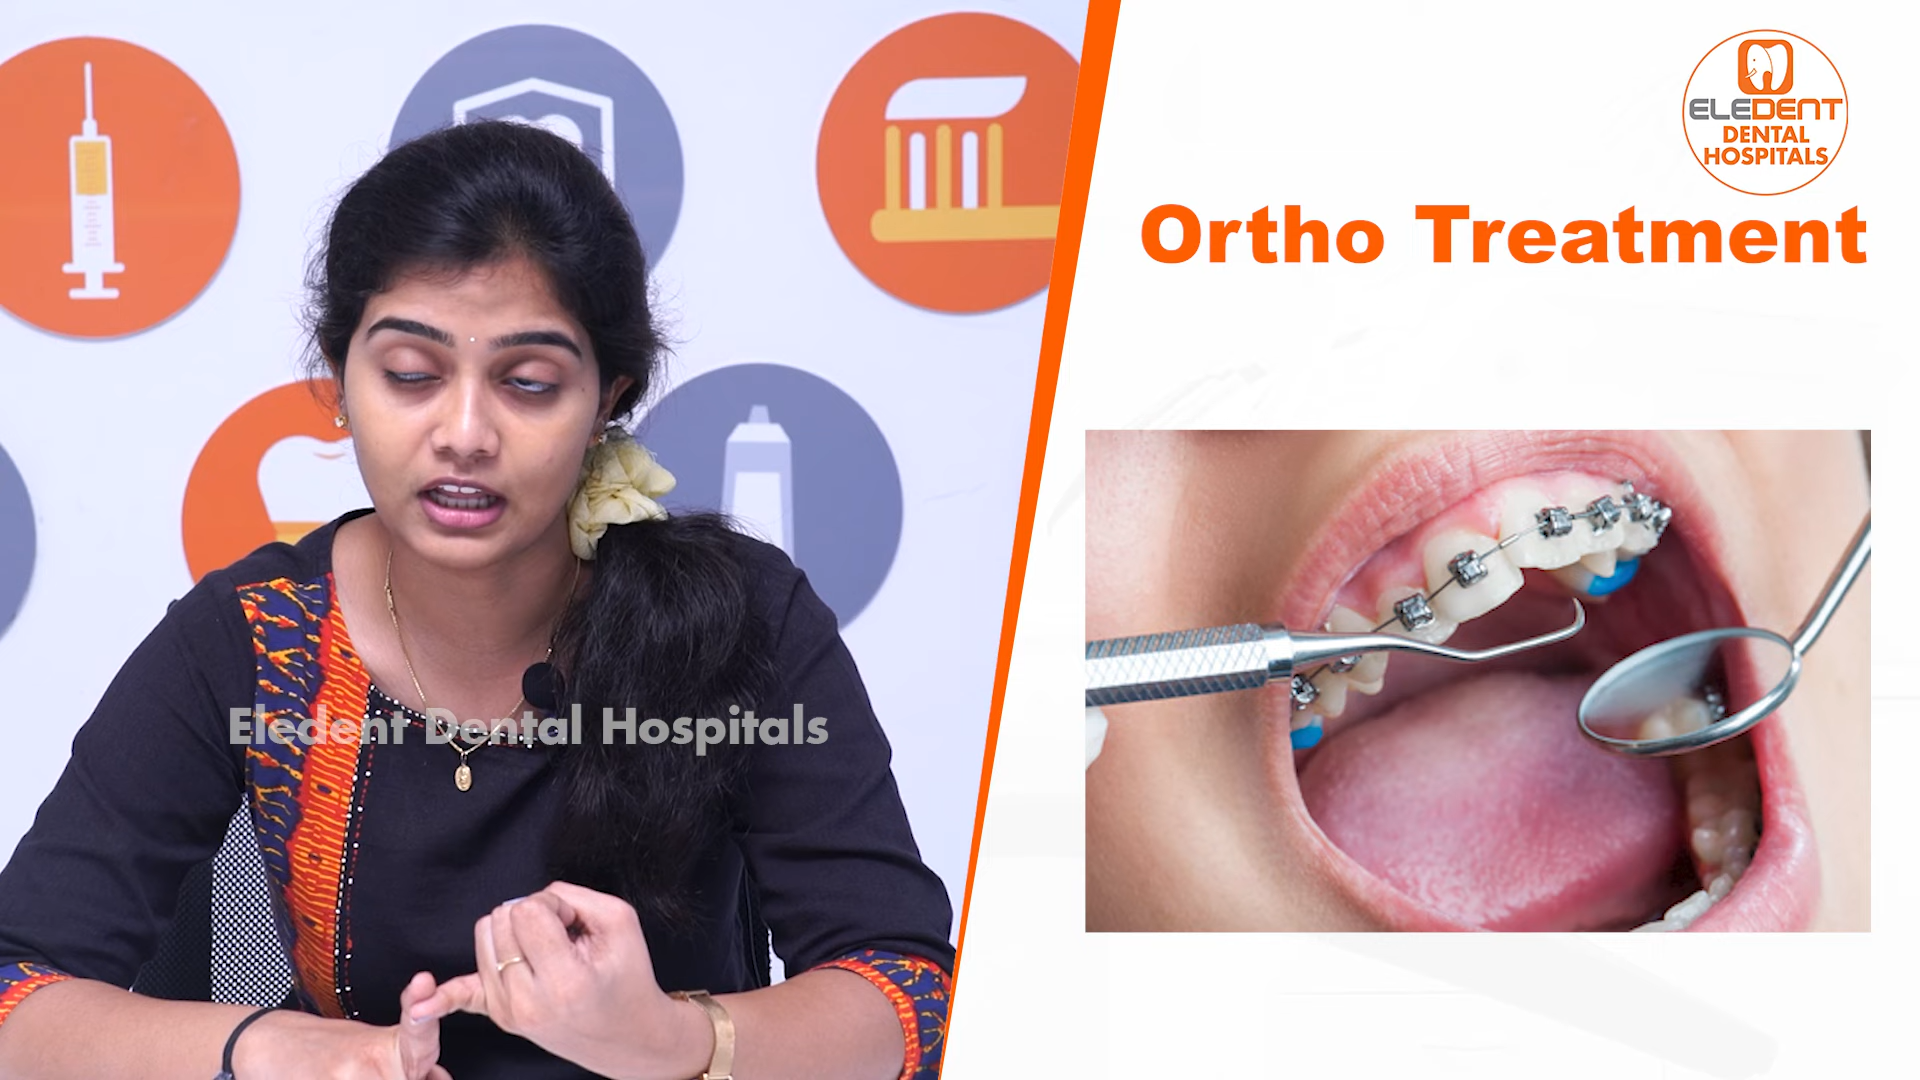 ELEDENT
DENTAL
HOSPITALS
Ortho Treatment
Eledent Dental Hospitals